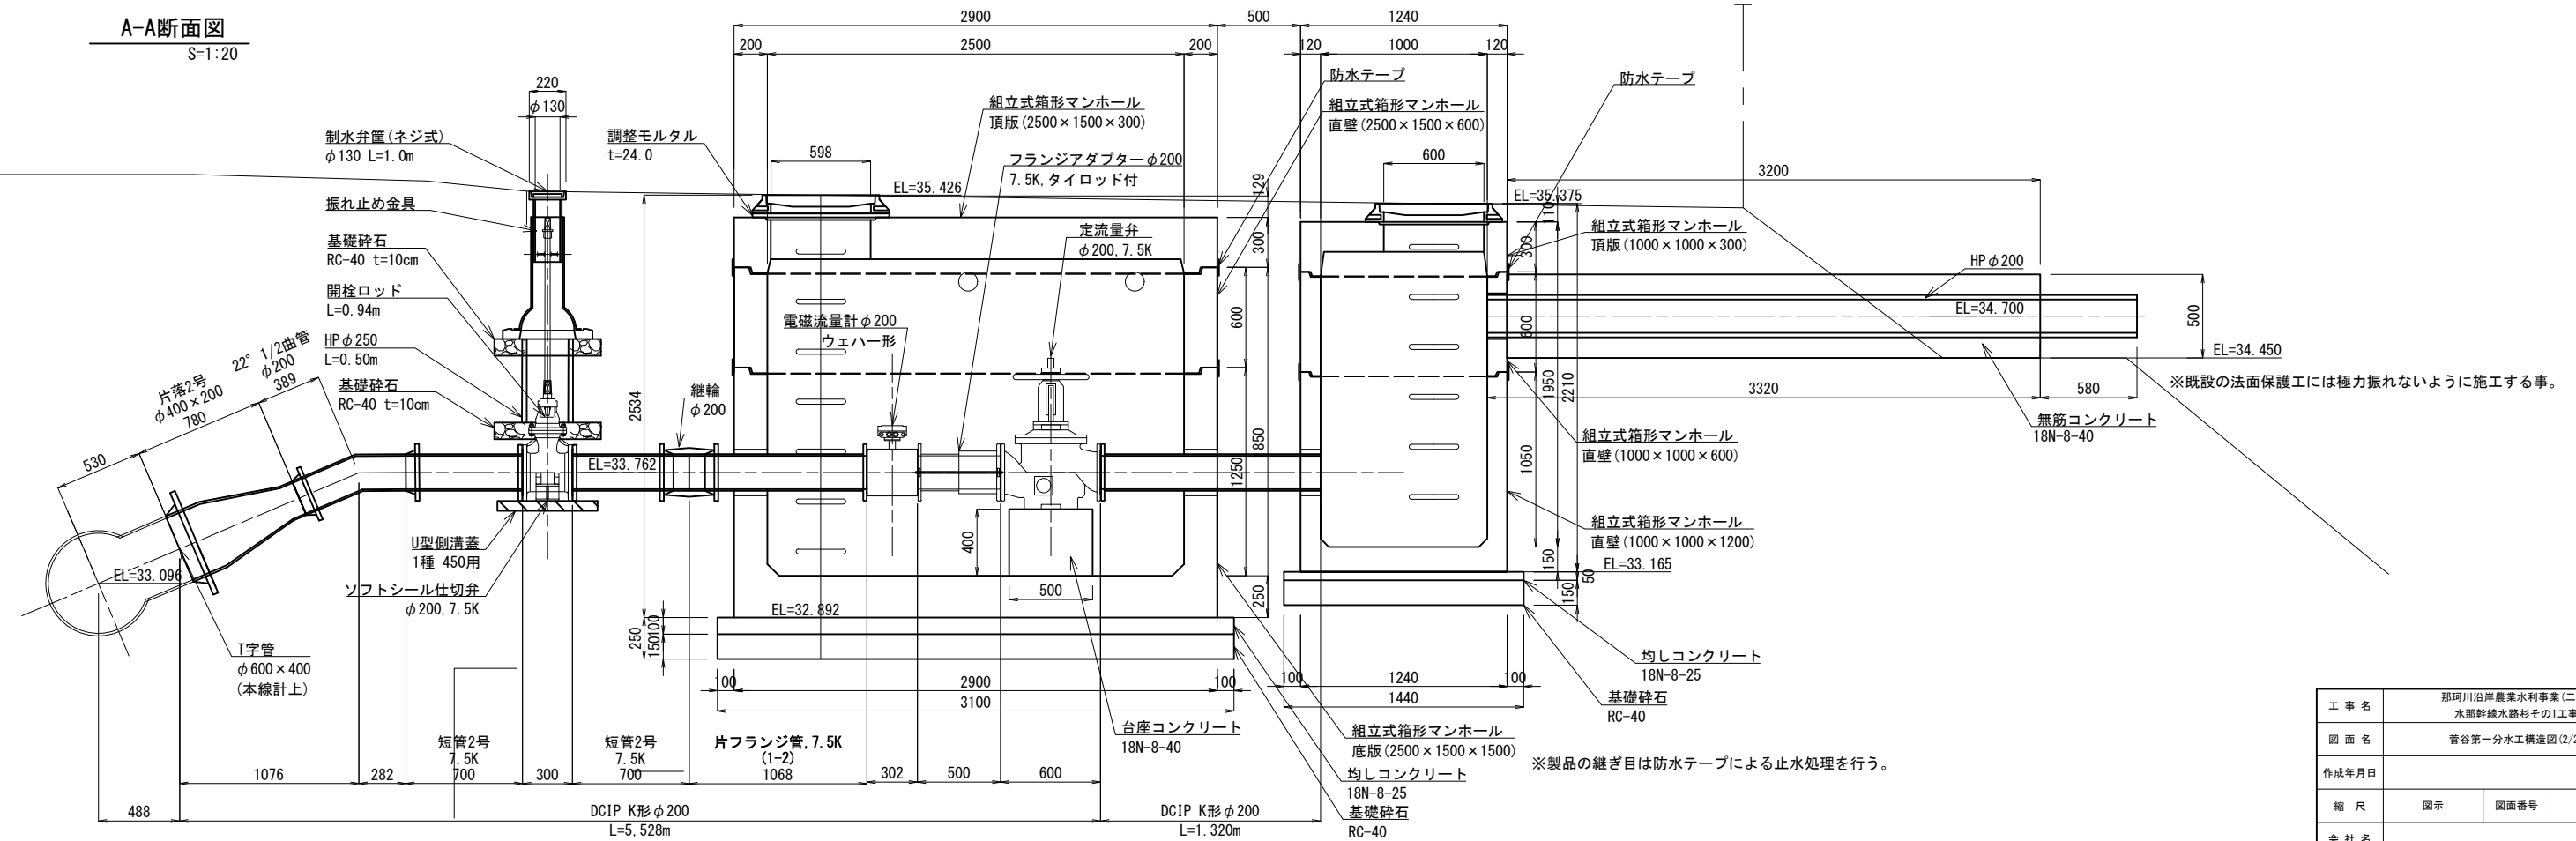 A-A断面図
S=1:20
2900
500
1240
200
2500
200
120
1000
120
220
φ130
制水弁筐(ネジ式)
φ130 L=1.0m
振れ止め金具
基礎砕石
RC-40 t=10cm
開栓ロッド
L=0.94m
HPφ250
L=0.50m
基礎砕石
RC-40 t=10cm
調整モルタル
t=24.0
598
組立式箱形マンホール
頂版(2500×1500×300)
フランジアダプターφ200
7.5K,タイロッド付
EL=35.426
定流量弁
φ200,7.5K
電磁流量計φ200
ウェハー形
継輪
φ200
防水テープ
組立式箱形マンホール
直壁(2500×1500×600)
防水テープ
600
3200
EL=35.375
組立式箱形マンホール
頂版(1000×1000×300)
HPφ200
EL=34.700
500
EL=34.450
※既設の法面保護工には極力振れないように施工する事。
3320
580
無筋コンクリート
18N-8-40
組立式箱形マンホール
直壁(1000×1000×600)
組立式箱形マンホール
直壁(1000×1000×1200)
EL=33.165
129
300
600
850
1250
250
2534
110
300
600
1950
2210
1050
150
50
150
22° 1/2曲管
φ200
389
片落2号
φ400×200
780
530
EL=33.096
EL=33.762
U型側溝蓋
1種 450用
ソフトシール仕切弁
φ200,7.5K
T字管
φ600×400
(本線計上)
400
500
EL=32.892
250
100
150
100
2900
100
3100
100
1240
100
1440
均しコンクリート
18N-8-25
基礎砕石
RC-40
台座コンクリート
18N-8-40
組立式箱形マンホール
底版(2500×1500×1500)
均しコンクリート
18N-8-25
基礎砕石
RC-40
※製品の継ぎ目は防水テープによる止水処理を行う。
短管2号
7.5K
短管2号
7.5K
片フランジ管,7.5K
(1-2)
1076
282
700
300
700
1068
302
500
600
488
DCIP K形φ200
L=5,528m
DCIP K形φ200
L=1.320m
工事名
那珂川沿岸農業水利事業(二
水那幹線水路杉その1工事
図面名
菅谷第一分水工構造図(2/2
作成年月日
縮尺
図示
図面番号
会社名